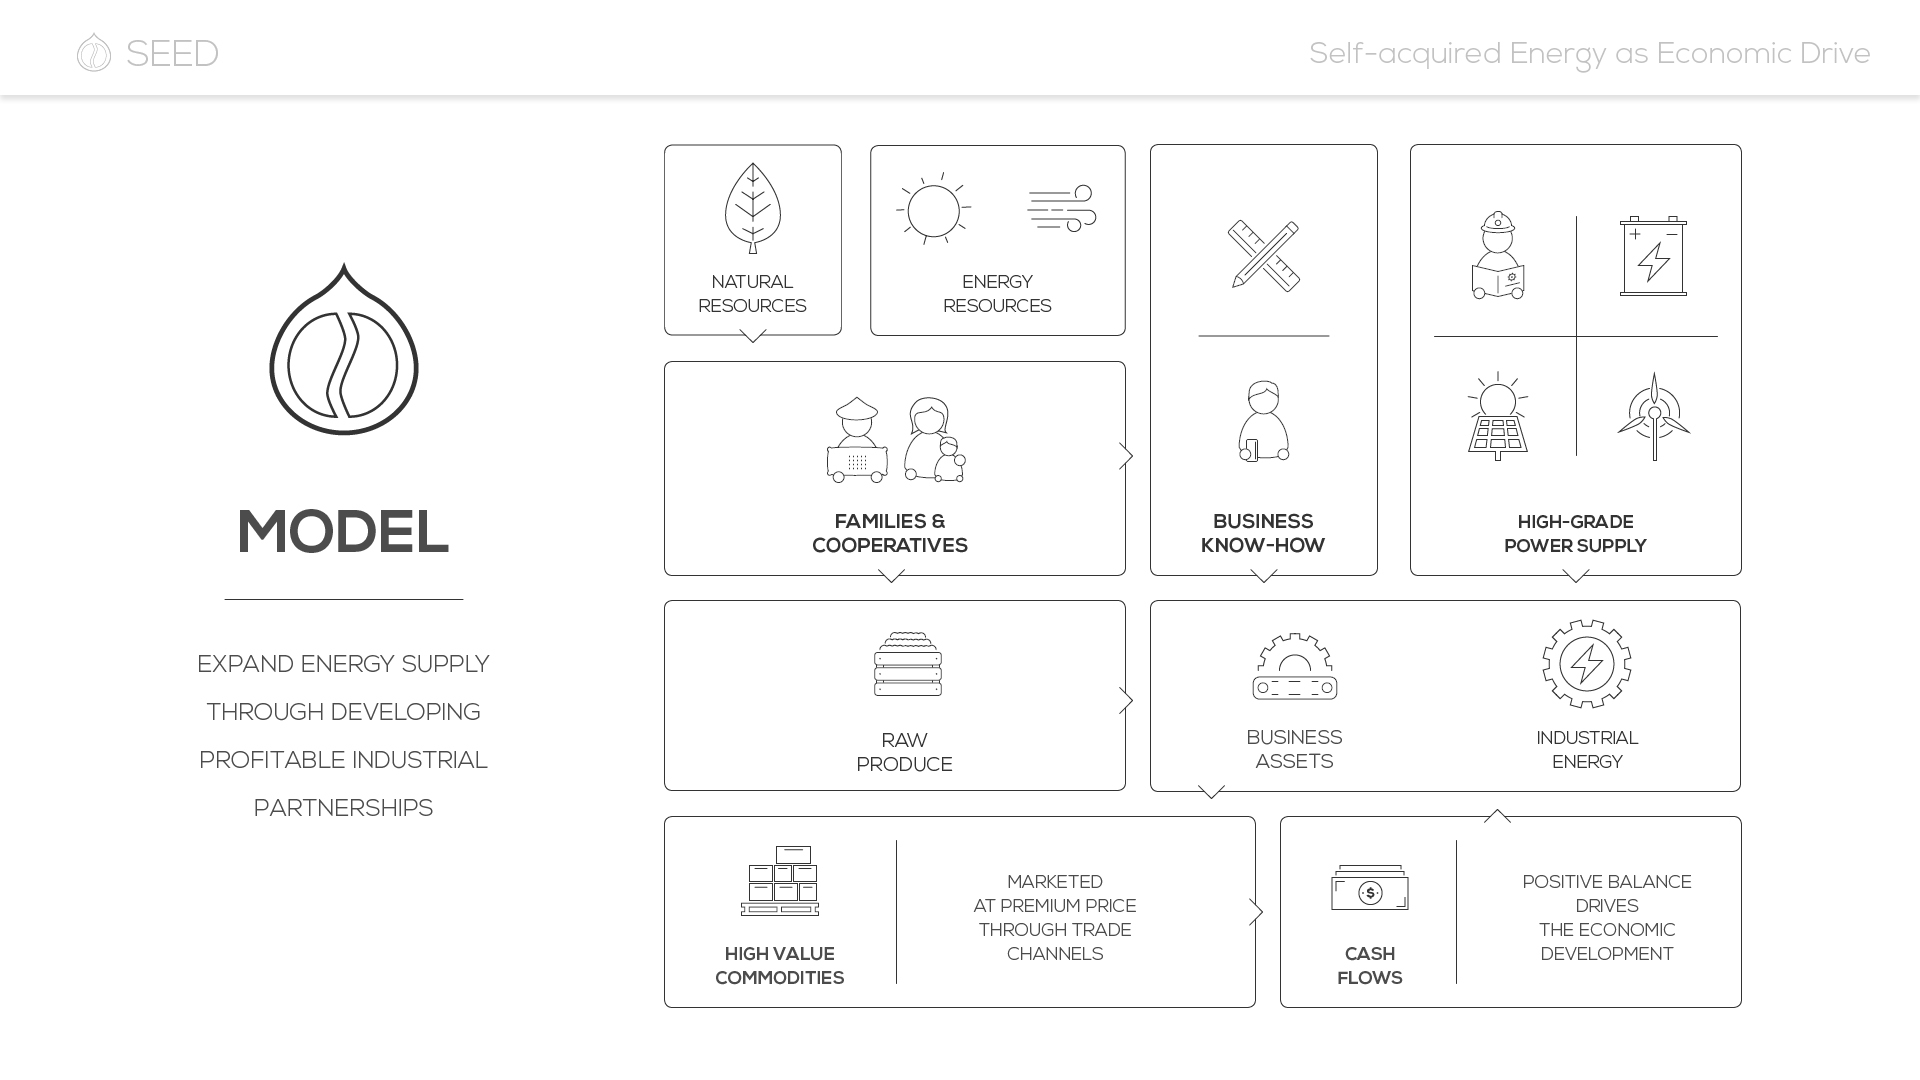 SEED
Self-acquired Energy as Economic Drive
MODEL
EXPAND ENERGY SUPPLY
THROUGH DEVELOPING
PROFITABLE INDUSTRIAL
PARTNERSHIPS
NATURAL
RESOURCES
ENERGY
RESOURCES
FAMILIES &
COOPERATIVES
BUSINESS
KNOW-HOW
HIGH-GRADE
POWER SUPPLY
RAW
PRODUCE
BUSINESS
ASSETS
INDUSTRIAL
ENERGY
HIGH VALUE
COMMODITIES
MARKETED
AT PREMIUM PRICE
THROUGH TRADE
CHANNELS
$
CASH
FLOWS
POSITIVE BALANCE
DRIVES
THE ECONOMIC
DEVELOPMENT